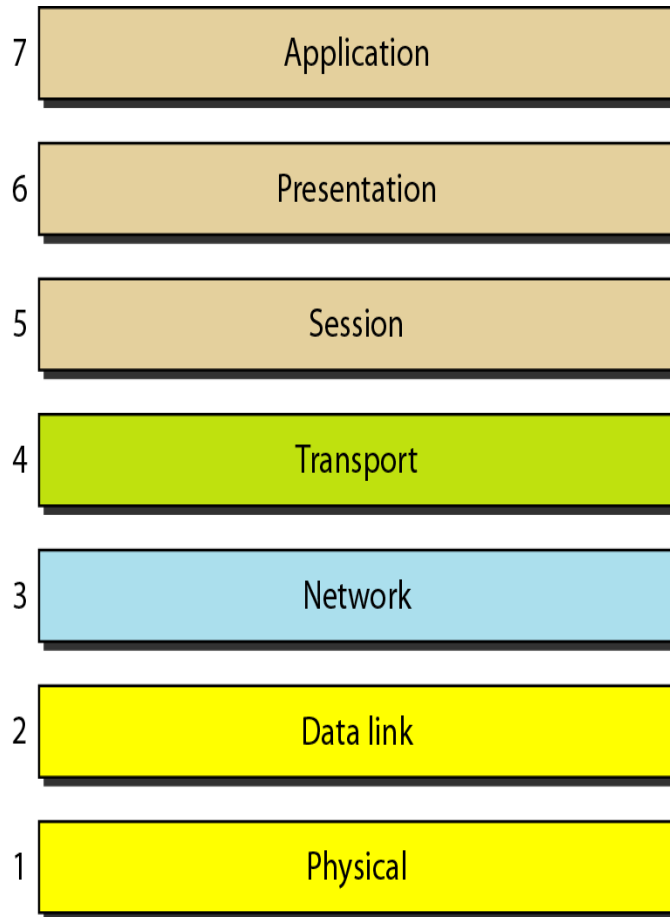 7 Application
6 Presentation
5 Session
4 Transport
3 Network
2 Data link
1 Physical